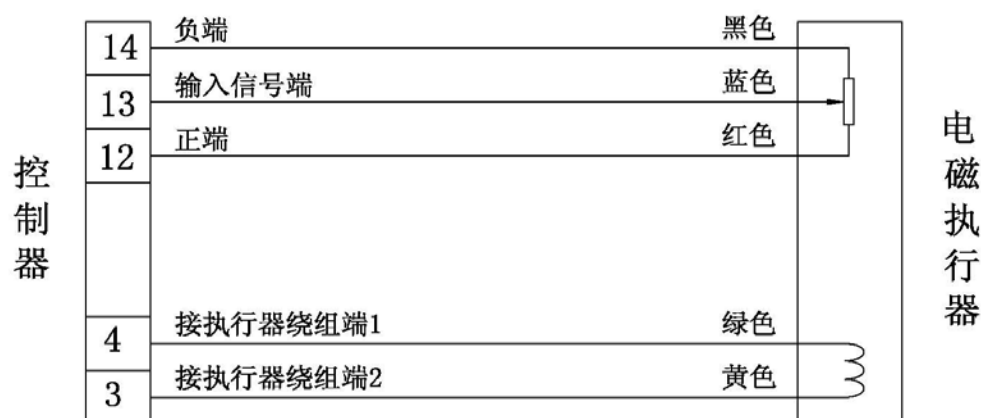 14 负端 黑色
13 输入信号端 蓝色
12 正端 红色
控制器
电磁执行器
4 接执行器绕组端1 绿色
3 接执行器绕组端2 黄色